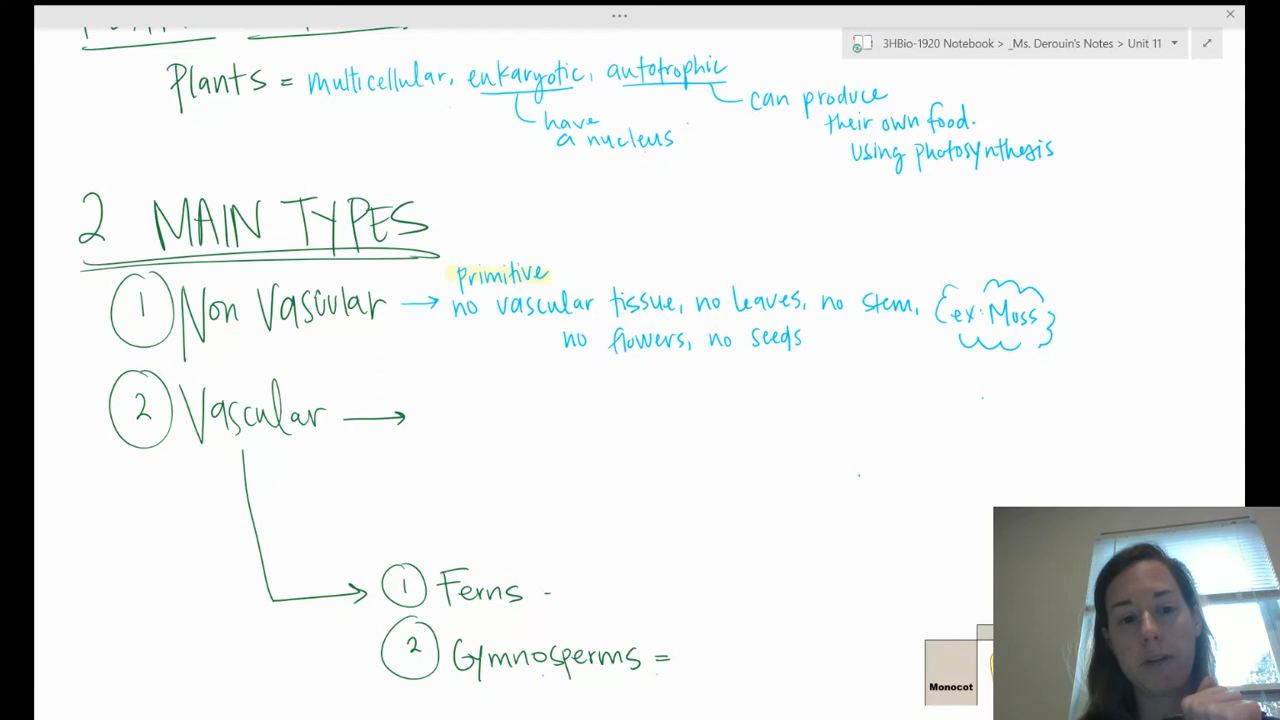 3HBio-1920 Notebook > _Ms. Derouin's Notes > Unit 11
Plants = multicellular, eukaryotic, autotrophic
have a nucleus
can produce their own food. using photosynthesis
2 MAIN TYPES
primitive
1 Non Vascular → no vascular tissue, no leaves, no stem, {ex: Moss}
no flowers, no seeds
2 Vascular →
1 Ferns -
2 Gymnosperms =
Monocot